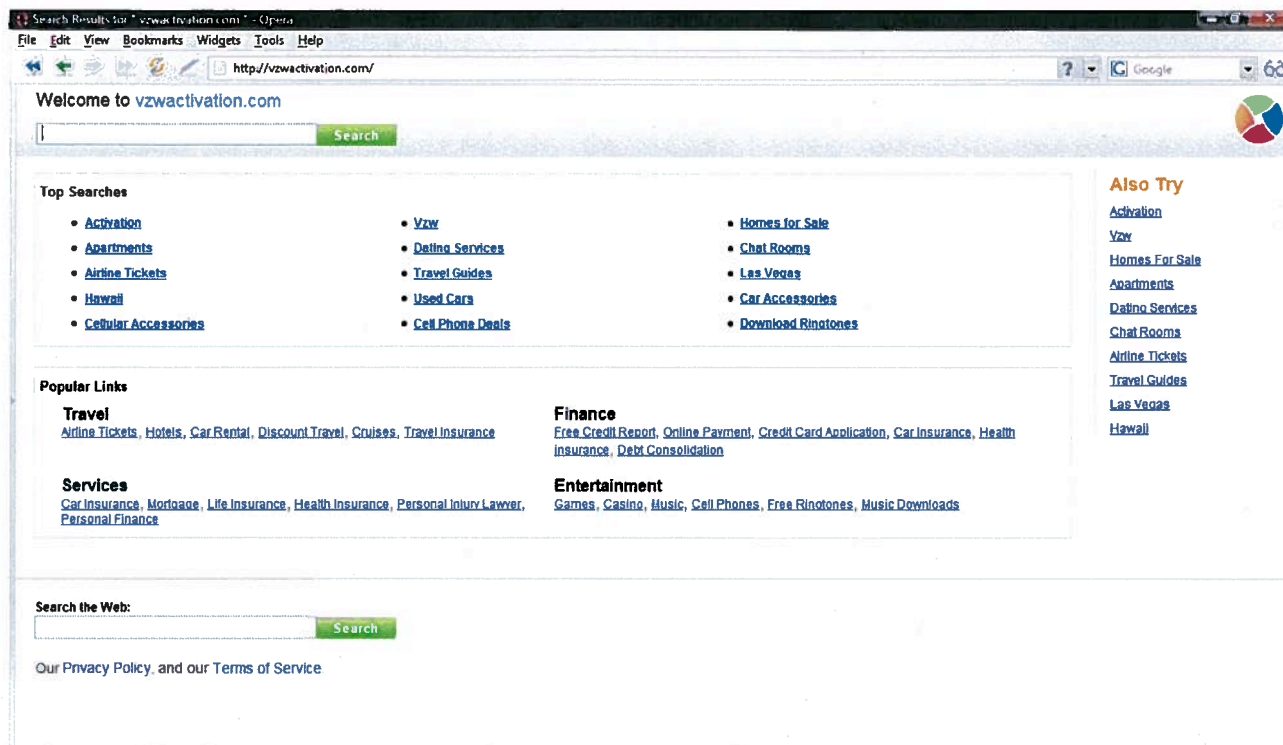 Search Results for " vzwactivation.com " - Opera
File Edit View Bookmarks Widgets Tools Help
http://vzwactivation.com/ ? G Google
Welcome to vzwactivation.com
Search
Top Searches
Activation Vzw Homes for Sale
Apartments Dating Services Chat Rooms
Airline Tickets Travel Guides Las Vegas
Hawaii Used Cars Car Accessories
Cellular Accessories Cell Phone Deals Download Ringtones
Also Try
Activation
Vzw
Homes For Sale
Apartments
Dating Services
Chat Rooms
Airline Tickets
Travel Guides
Las Vegas
Hawaii
Popular Links
Travel
Airline Tickets, Hotels, Car Rental, Discount Travel, Cruises, Travel Insurance
Finance
Free Credit Report, Online Payment, Credit Card Application, Car Insurance, Health
Insurance, Debt Consolidation
Services
Car Insurance, Mortgage, Life Insurance, Health Insurance, Personal Injury Lawyer,
Personal Finance
Entertainment
Games, Casino, Music, Cell Phones, Free Ringtones, Music Downloads
Search the Web:
Search
Our Privacy Policy, and our Terms of Service